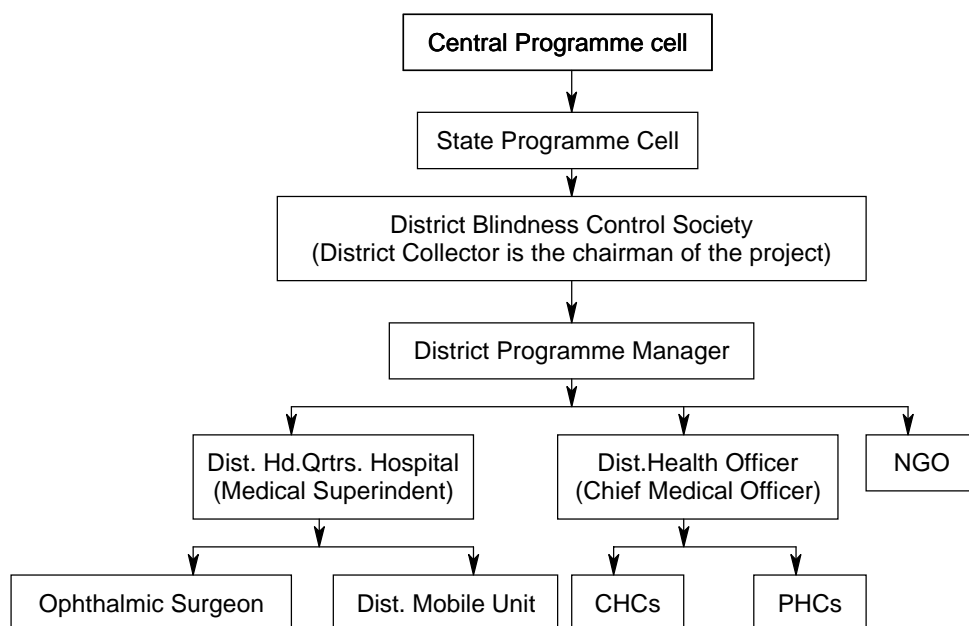 Central Programme cell
State Programme Cell
District Blindness Control Society
(District Collector is the chairman of the project)
District Programme Manager
Dist. Hd.Qrtrs. Hospital
(Medical Superindent)
Dist.Health Officer
(Chief Medical Officer)
NGO
Ophthalmic Surgeon
Dist. Mobile Unit
CHCs
PHCs